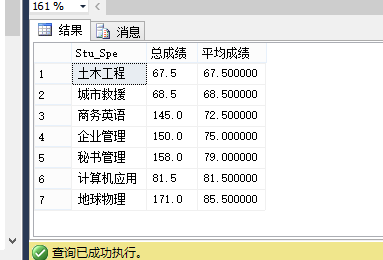 161 %
结果 消息
Stu_Spe 总成绩 平均成绩
1 土木工程 67.5 67.500000
2 城市救援 68.5 68.500000
3 商务英语 145.0 72.500000
4 企业管理 150.0 75.000000
5 秘书管理 158.0 79.000000
6 计算机应用 81.5 81.500000
7 地球物理 171.0 85.500000
查询已成功执行。